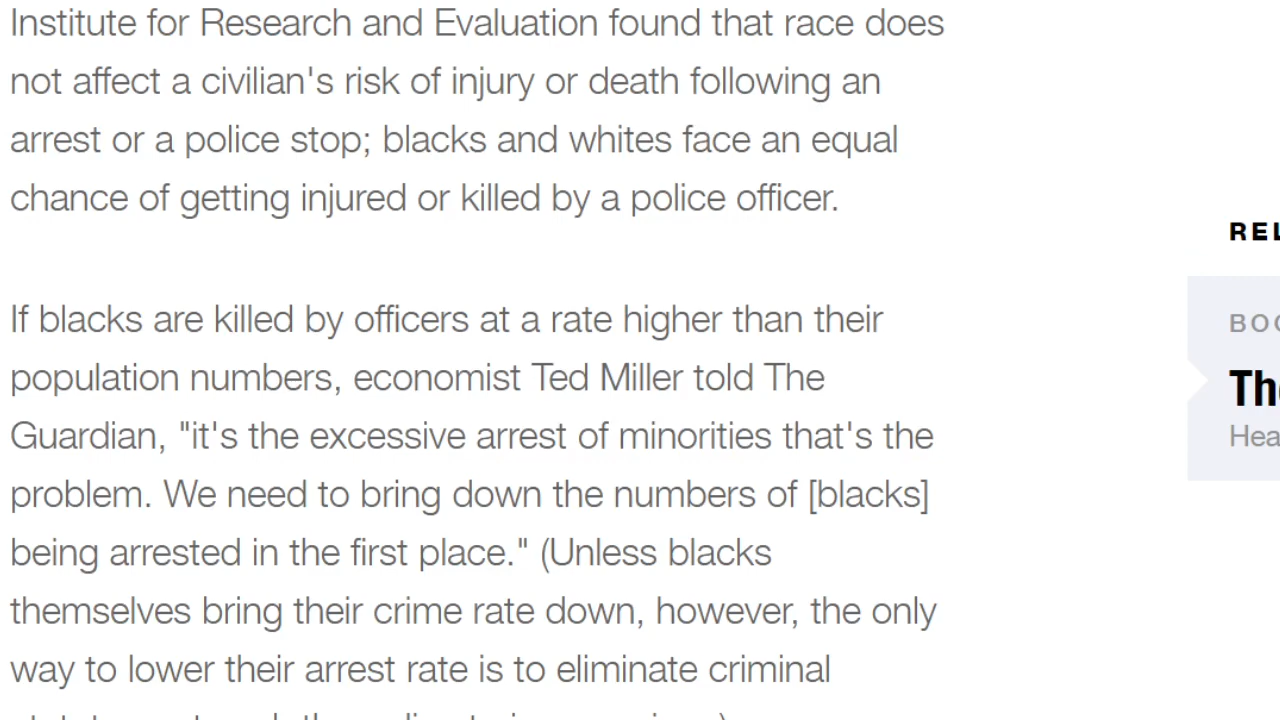 Institute for Research and Evaluation found that race does
not affect a civilian's risk of injury or death following an
arrest or a police stop; blacks and whites face an equal
chance of getting injured or killed by a police officer.
If blacks are killed by officers at a rate higher than their
population numbers, economist Ted Miller told The
Guardian, "it's the excessive arrest of minorities that's the
problem. We need to bring down the numbers of [blacks]
being arrested in the first place." (Unless blacks
themselves bring their crime rate down, however, the only
way to lower their arrest rate is to eliminate criminal
REL
BOO
The
Hea